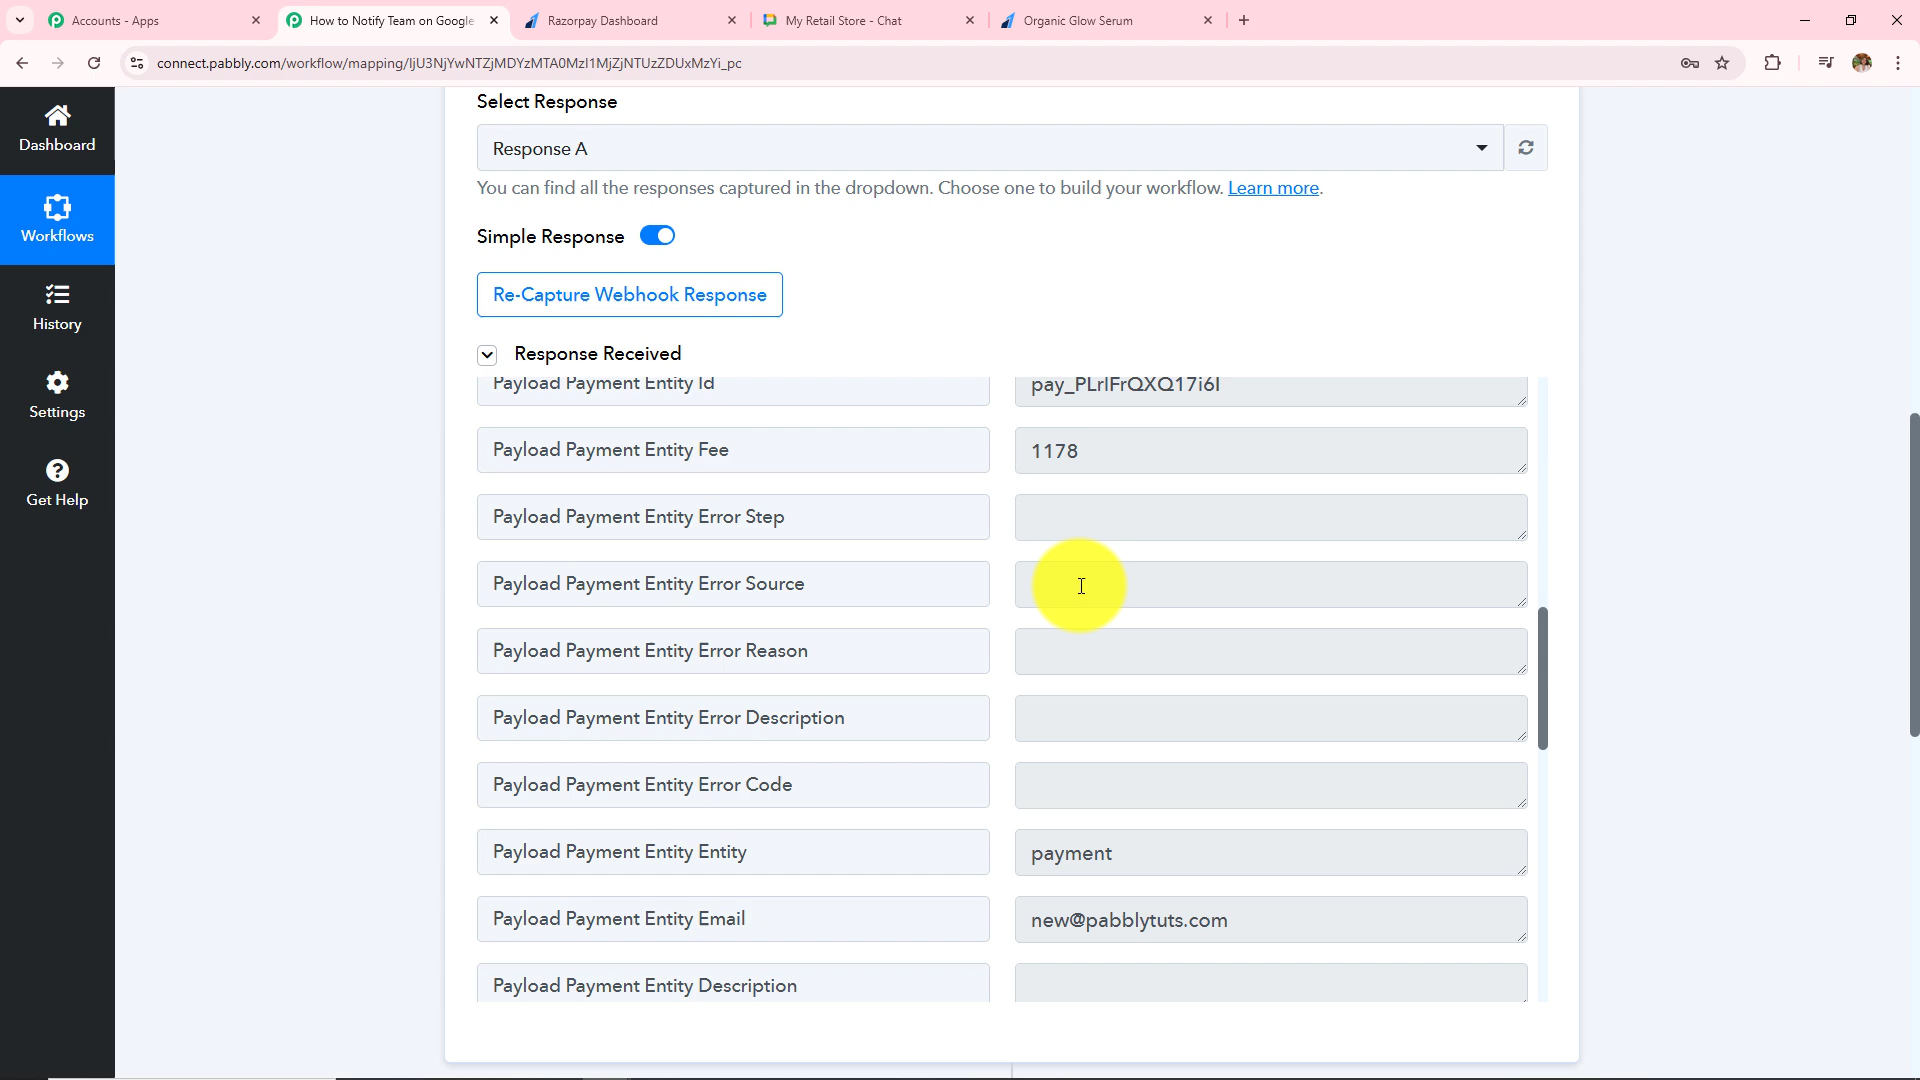 Accounts - Apps
How to Notify Team on Google
Razorpay Dashboard
My Retail Store - Chat
Organic Glow Serum
connect.pabbly.com/workflow/mapping/IjU3NjYwNTZjMDYzMTA0MzI1MjZjNTUzZDUxMzYi_pc
Dashboard
Workflows
History
Settings
Get Help
Select Response
Response A
You can find all the responses captured in the dropdown. Choose one to build your workflow. Learn more.
Simple Response
Re-Capture Webhook Response
Response Received
Payload Payment Entity Id pay_PLrIFrQXQ17i6I
Payload Payment Entity Fee 1178
Payload Payment Entity Error Step
Payload Payment Entity Error Source
Payload Payment Entity Error Reason
Payload Payment Entity Error Description
Payload Payment Entity Error Code
Payload Payment Entity Entity payment
Payload Payment Entity Email new@pabblytuts.com
Payload Payment Entity Description